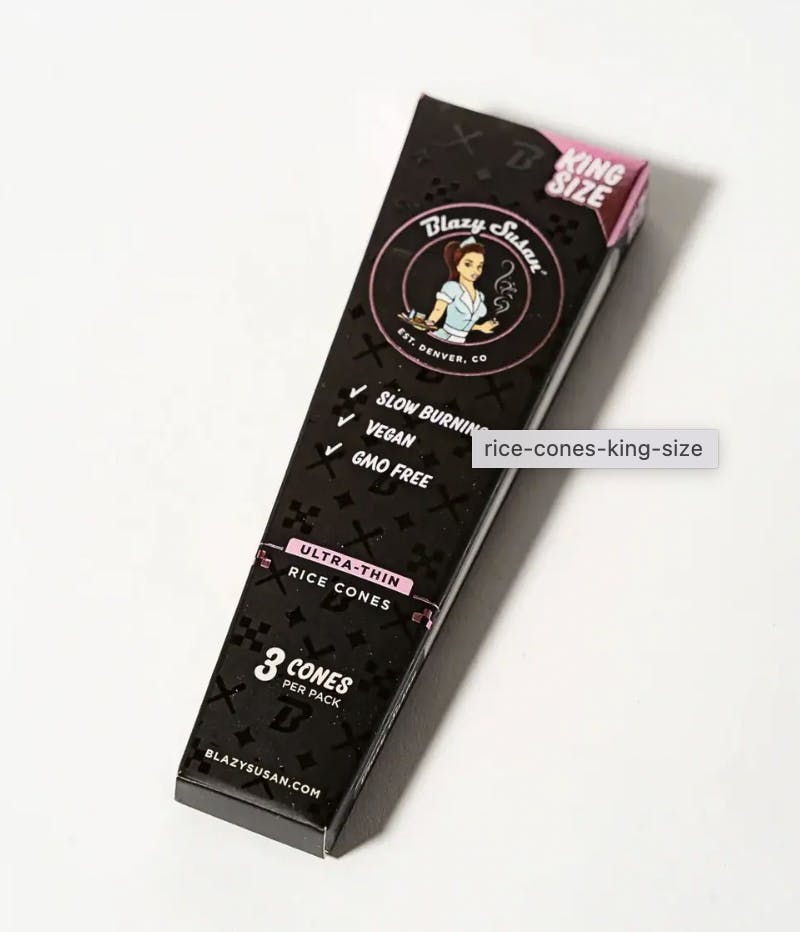 KING
SIZE
Blazy Susan®
EST. DENVER, CO
SLOW BURNING
VEGAN
GMO FREE
rice-cones-king-size
ULTRA-THIN
RICE CONES
3 CONES
PER PACK
BLAZYSUSAN.COM